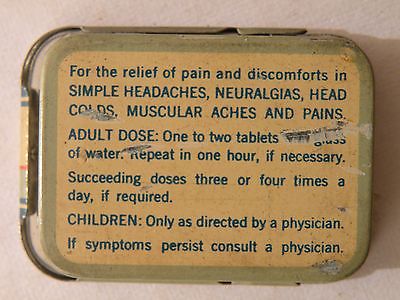 For the relief of pain and discomforts in
SIMPLE HEADACHES, NEURALGIAS, HEAD
COLDS, MUSCULAR ACHES AND PAINS.
ADULT DOSE: One to two tablets glass
of water. Repeat in one hour, if necessary.
Succeeding doses three or four times a
day, if required.
CHILDREN: Only as directed by a physician.
If symptoms persist consult a physician.